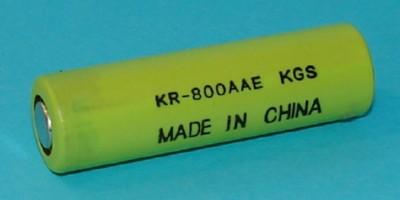 KR-800AAE KGS
MADE IN CHINA